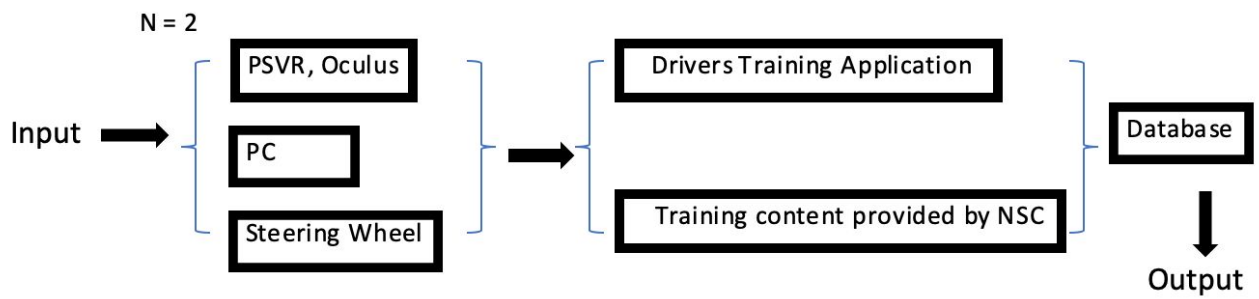 N = 2
Input
PSVR, Oculus
PC
Steering Wheel
Drivers Training Application
Training content provided by NSC
Database
Output